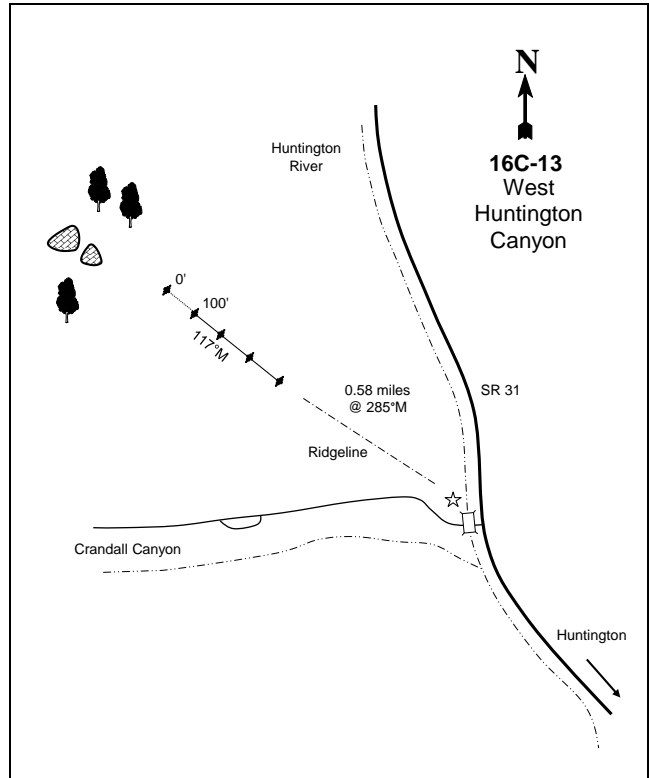 N
16C-13
West
Huntington
Canyon
Huntington
River
0'
100'
117°M
0.58 miles
@ 285°M
SR 31
Ridgeline
Crandall Canyon
Huntington